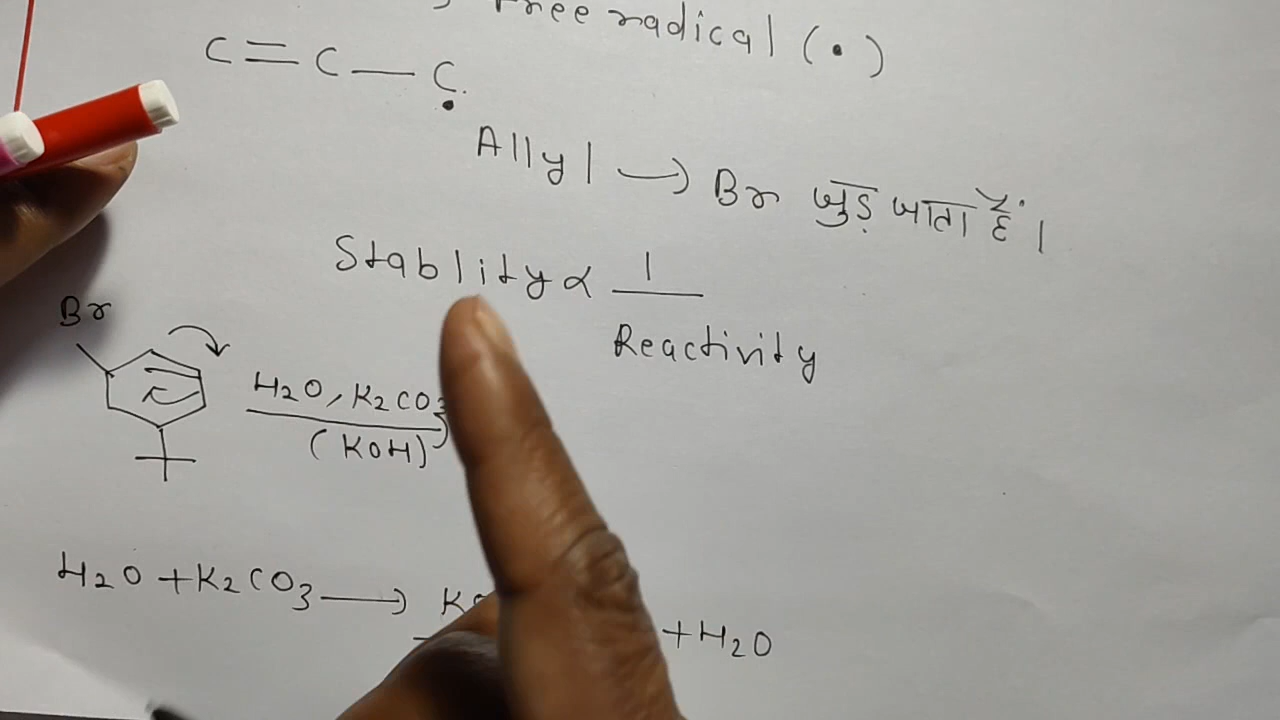 Free radical (•)
C=C—C.
Allyl → Br जुड़ जाता हैं।
Stablity ∝ 1
Reactivity
Br
H2O, K2CO3
(KOH)
H2O + K2CO3 → + H2O